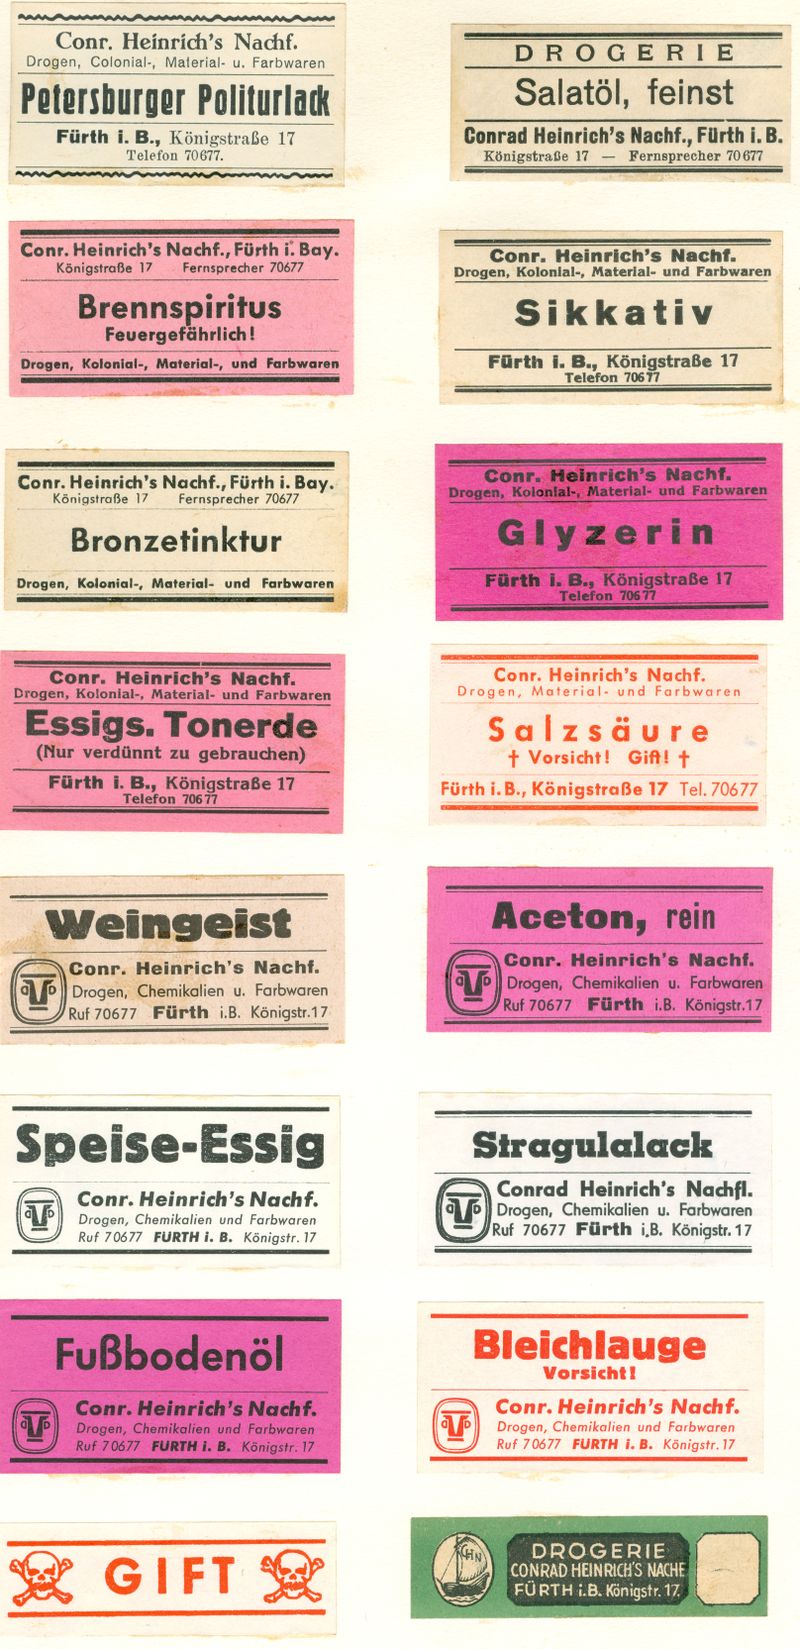 Conr. Heinrich's Nachf.
Drogen, Colonial-, Material- u. Farbwaren
Petersburger Politurlack
Fürth i. B., Königstraße 17
Telefon 70677.
DROGERIE
Salatöl, feinst
Conrad Heinrich's Nachf., Fürth i. B.
Königstraße 17 — Fernsprecher 70677
Conr. Heinrich's Nachf., Fürth i. Bay.
Königstraße 17 Fernsprecher 70677
Brennspiritus
Feuergefährlich!
Drogen, Kolonial-, Material-, und Farbwaren
Conr. Heinrich's Nachf.
Drogen, Kolonial-, Material- und Farbwaren
Sikkativ
Fürth i. B., Königstraße 17
Telefon 70677
Conr. Heinrich's Nachf., Fürth i. Bay.
Königstraße 17 Fernsprecher 70677
Bronzetinktur
Drogen, Kolonial-, Material- und Farbwaren
Conr. Heinrich's Nachf.
Drogen, Kolonial-, Material- und Farbwaren
Glyzerin
Fürth i. B., Königstraße 17
Telefon 70677
Conr. Heinrich's Nachf.
Drogen, Kolonial-, Material- und Farbwaren
Essigs. Tonerde
(Nur verdünnt zu gebrauchen)
Fürth i. B., Königstraße 17
Telefon 70677
Conr. Heinrich's Nachf.
Drogen, Material- und Farbwaren
Salzsäure
† Vorsicht! Gift! †
Fürth i. B., Königstraße 17 Tel. 70677
Weingeist
Conr. Heinrich's Nachf.
Drogen, Chemikalien u. Farbwaren
Ruf 70677 Fürth i.B. Königstr. 17
Aceton, rein
Conr. Heinrich's Nachf.
Drogen, Chemikalien u. Farbwaren
Ruf 70677 Fürth i.B. Königstr. 17
Speise-Essig
Conr. Heinrich's Nachf.
Drogen, Chemikalien und Farbwaren
Ruf 70677 FÜRTH i. B. Königstr. 17
Stragulalack
Conrad Heinrich's Nachfl.
Drogen, Chemikalien u. Farbwaren
Ruf 70677 Fürth i.B. Königstr. 17
Fußbodenöl
Conr. Heinrich's Nachf.
Drogen, Chemikalien und Farbwaren
Ruf 70677 FÜRTH i. B. Königstr. 17
Bleichlauge
Vorsicht!
Conr. Heinrich's Nachf.
Drogen, Chemikalien und Farbwaren
Ruf 70677 FÜRTH i. B. Königstr. 17
GIFT
CHN
DROGERIE
CONRAD HEINRICH'S NACHF
FÜRTH i.B. Königstr. 17